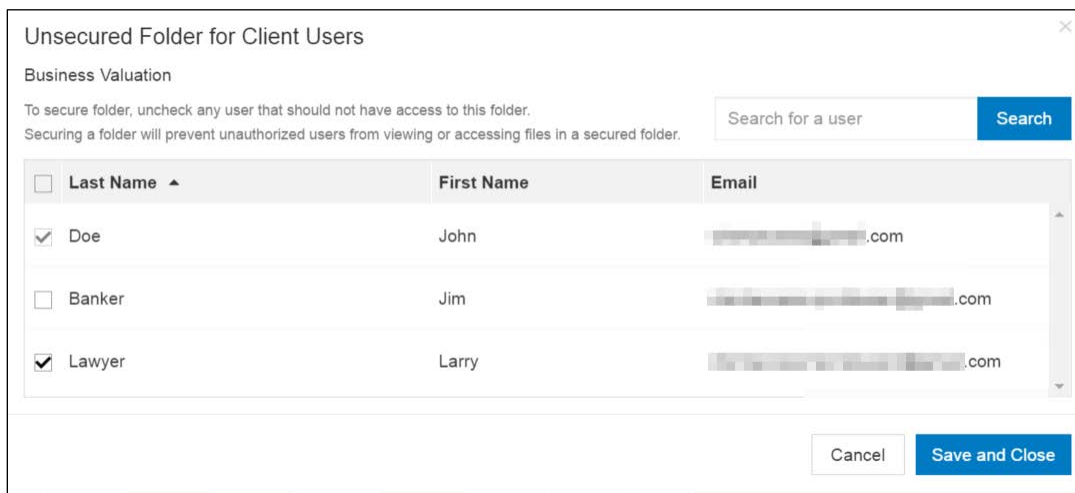 Unsecured Folder for Client Users
Business Valuation
To secure folder, uncheck any user that should not have access to this folder.
Securing a folder will prevent unauthorized users from viewing or accessing files in a secured folder.
Search for a user Search
Last Name First Name Email
Doe John .com
Banker Jim .com
Lawyer Larry .com
Cancel Save and Close